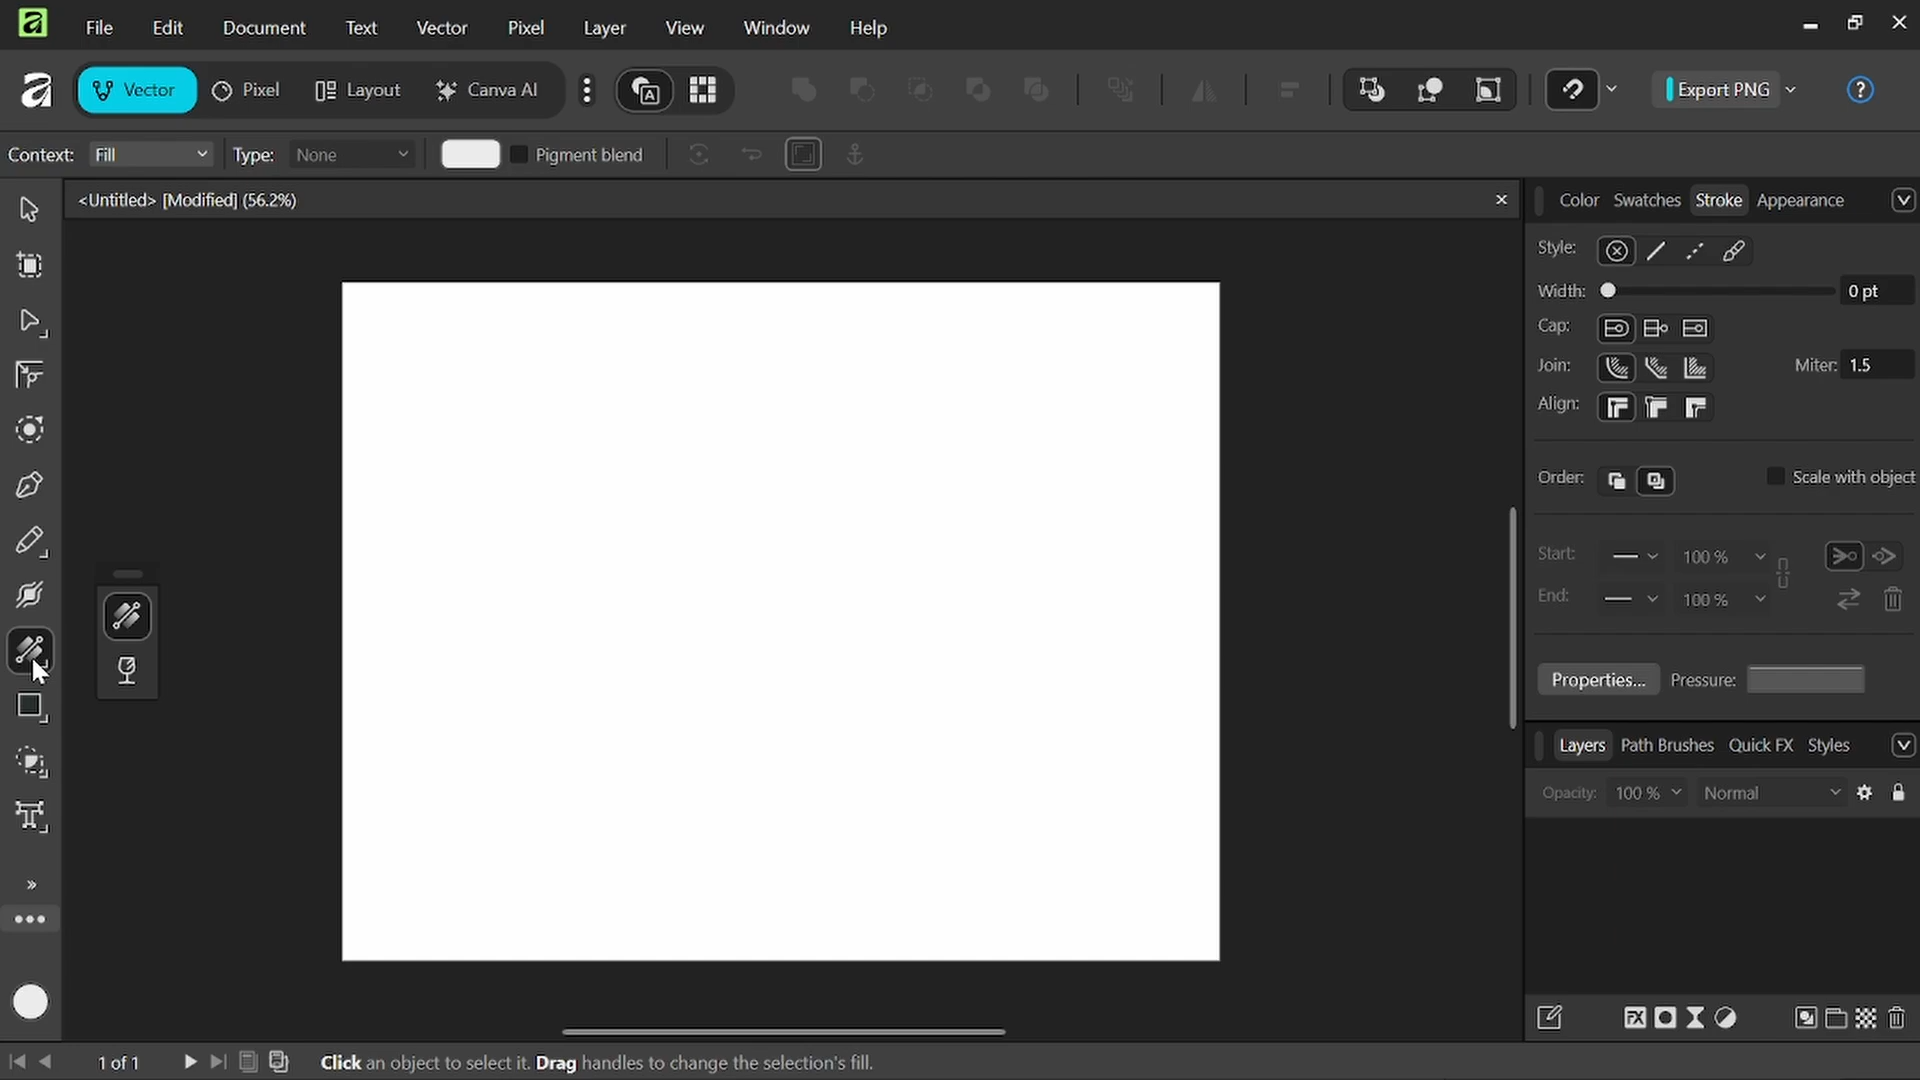 File Edit Document Text Vector Pixel Layer View Window Help
Vector Pixel Layout Canva AI Export PNG ?
Context: Fill Type: None Pigment blend
<Untitled> [Modified] (56.2%)
Color Swatches Stroke Appearance
Style:
Width: 0 pt
Cap:
Join: Miter: 1.5
Align:
Order: Scale with object
Start: 100 %
End: 100 %
Properties... Pressure:
Layers Path Brushes Quick FX Styles
Opacity: 100 % Normal
FX
1 of 1 Click an object to select it. Drag handles to change the selection's fill.